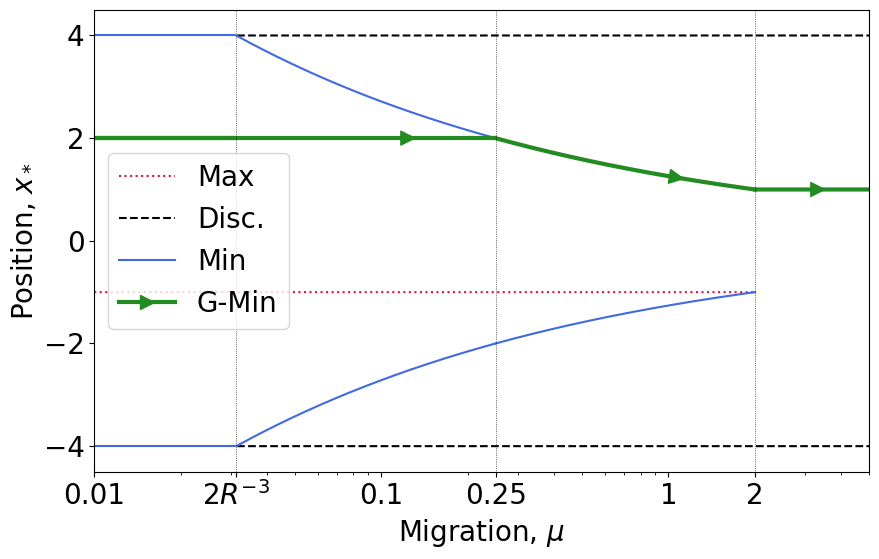 4
2
0
−2
−4
Position, x*
Max
Disc.
Min
G-Min
0.01
2R⁻³
0.1
0.25
1
2
Migration, μ